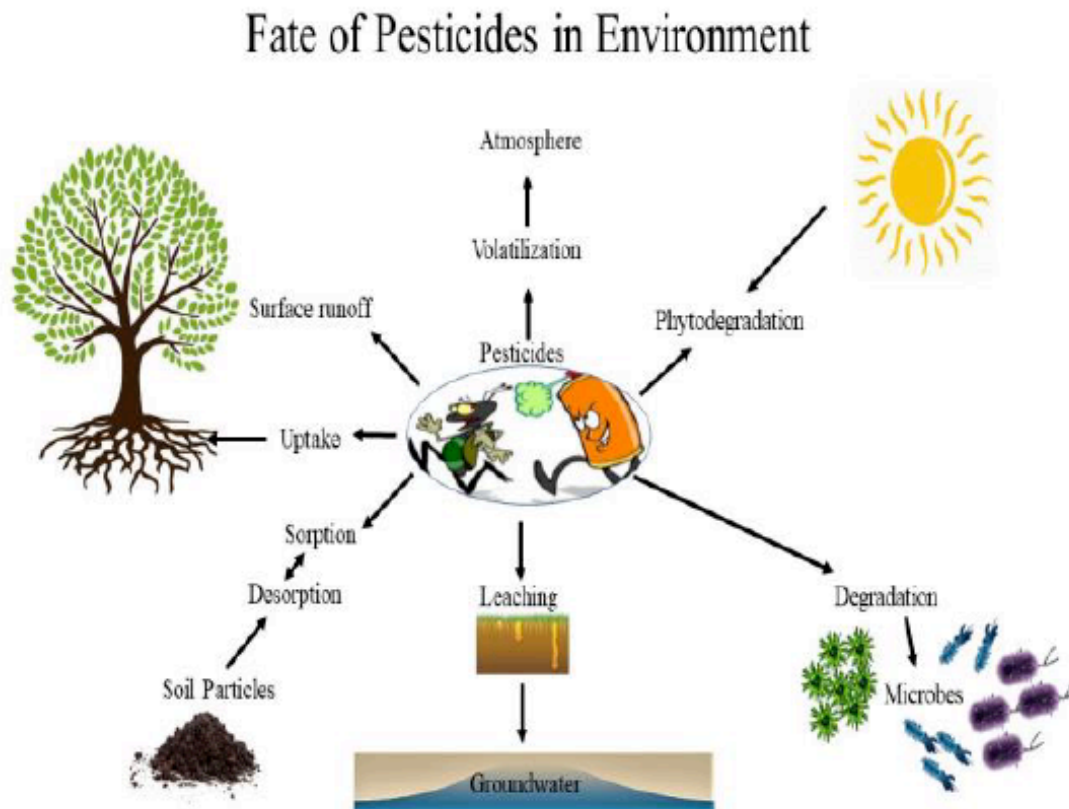 Fate of Pesticides in Environment
Atmosphere
Volatilization
Surface runoff
Phytodegradation
Pesticides
Uptake
Sorption
Desorption
Leaching
Degradation
Soil Particles
Microbes
Groundwater